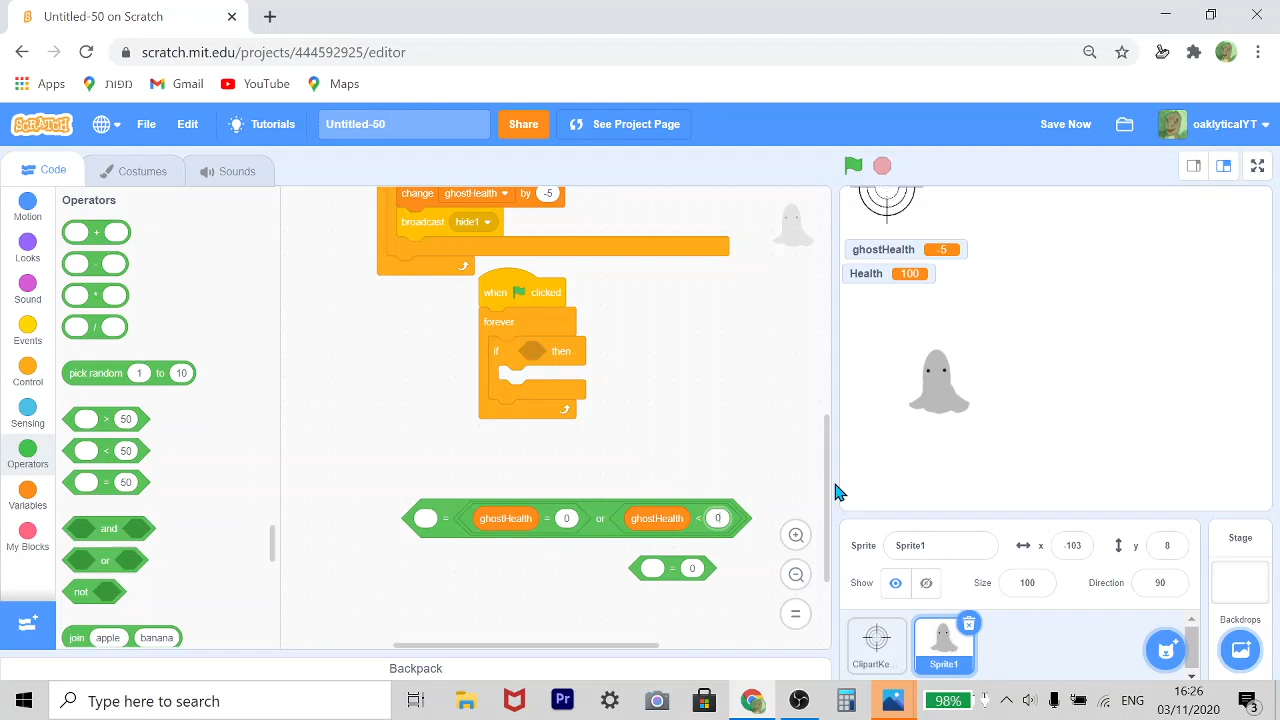 Untitled-50 on Scratch
scratch.mit.edu/projects/444592925/editor
Apps מפות Gmail YouTube Maps
SCRATCH File Edit Tutorials Untitled-50 Share See Project Page Save Now oaklyticalYT
Code Costumes Sounds
Motion
Looks
Sound
Events
Control
Sensing
Operators
Variables
My Blocks
Operators
+
-
*
/
pick random 1 to 10
> 50
< 50
= 50
and
or
not
join apple banana
change ghostHealth by -5
broadcast hide1
when clicked
forever
if then
= ghostHealth = 0 or ghostHealth < 0
= 0
Backpack
ghostHealth -5
Health 100
Sprite Sprite1 x -103 y 8
Show Size 100 Direction 90
ClipartKe...
Sprite1
Stage
Backdrops
Type here to search
Pr
98%
ENG
16:26
03/11/2020
3